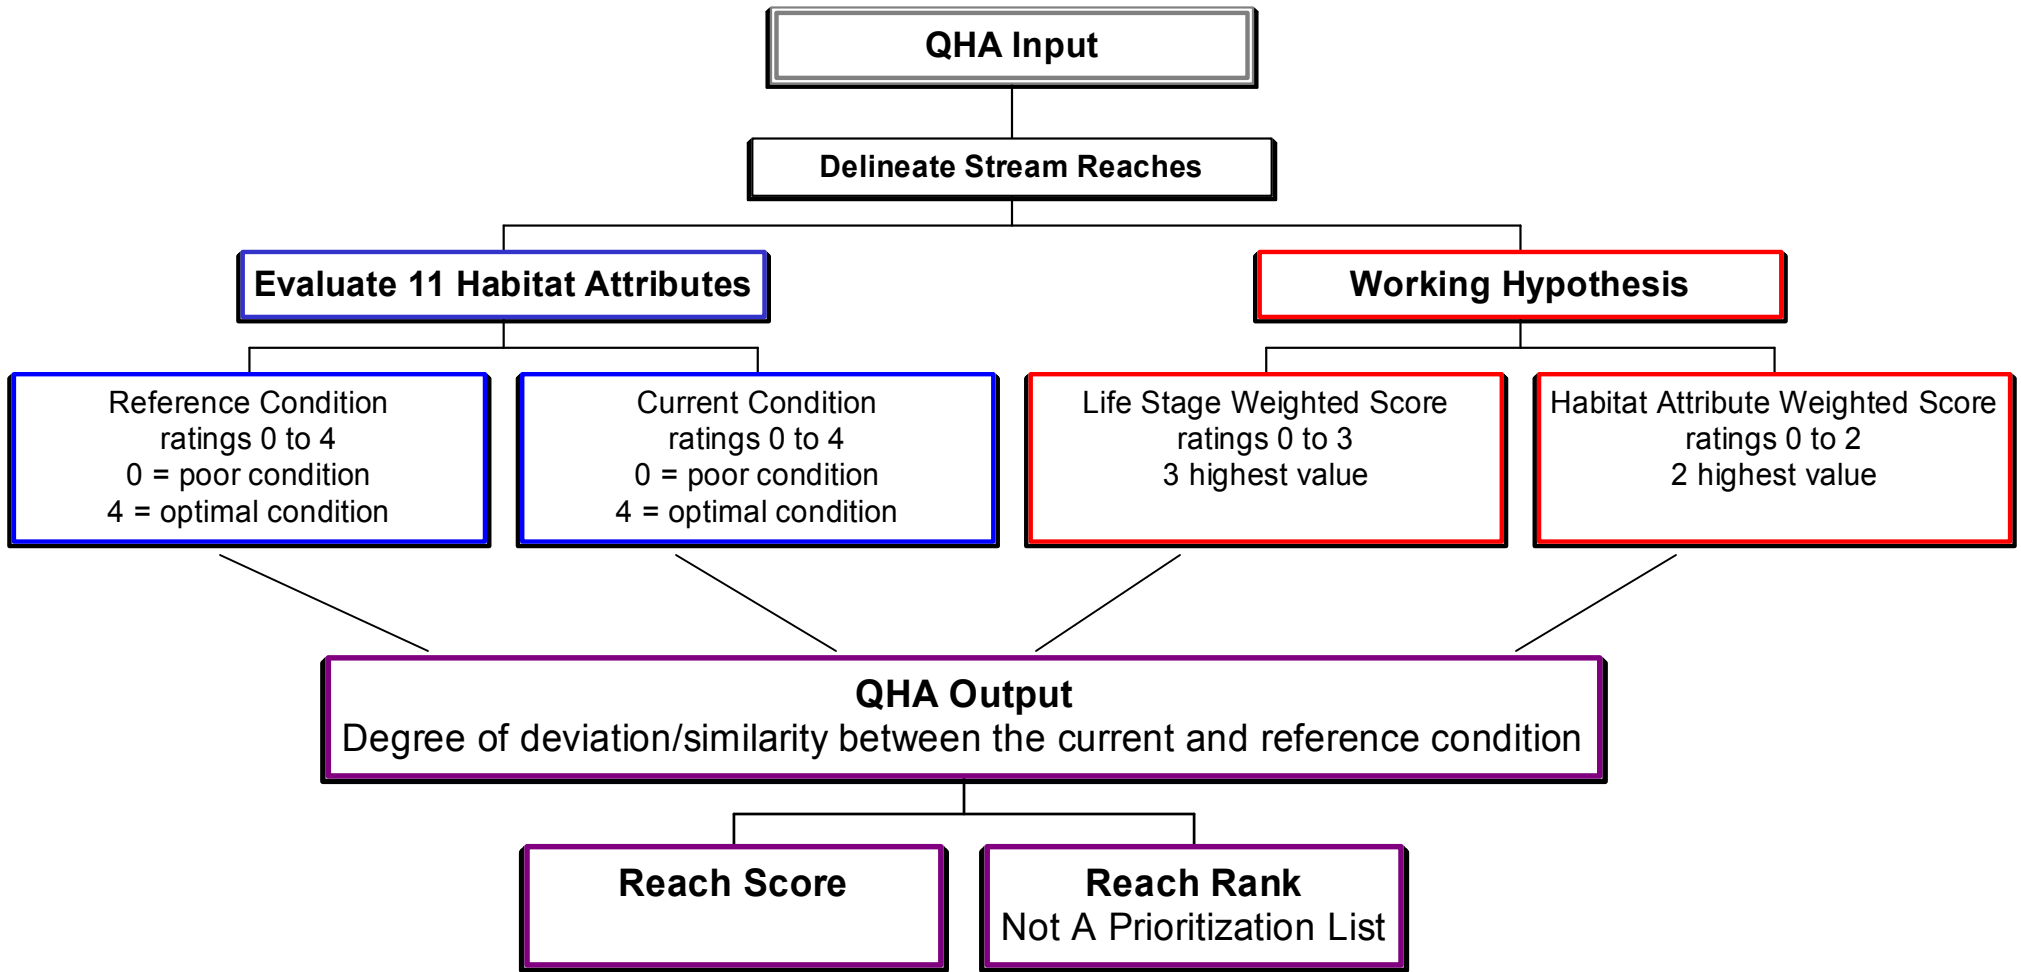 QHA Input
Delineate Stream Reaches
Evaluate 11 Habitat Attributes
Working Hypothesis
Reference Condition
ratings 0 to 4
0 = poor condition
4 = optimal condition
Current Condition
ratings 0 to 4
0 = poor condition
4 = optimal condition
Life Stage Weighted Score
ratings 0 to 3
3 highest value
Habitat Attribute Weighted Score
ratings 0 to 2
2 highest value
QHA Output
Degree of deviation/similarity between the current and reference condition
Reach Score
Reach Rank
Not A Prioritization List